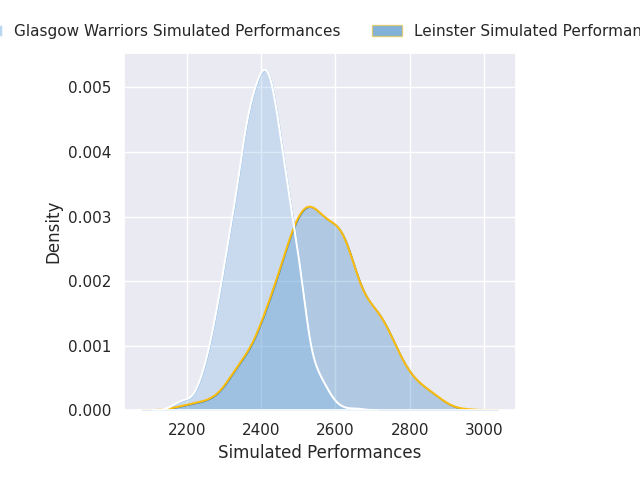 Glasgow Warriors Simulated Performances
Leinster Simulated Performan
0.005
0.004
0.003
0.002
0.001
0.000
Density
2200 2400 2600 2800 3000
Simulated Performances